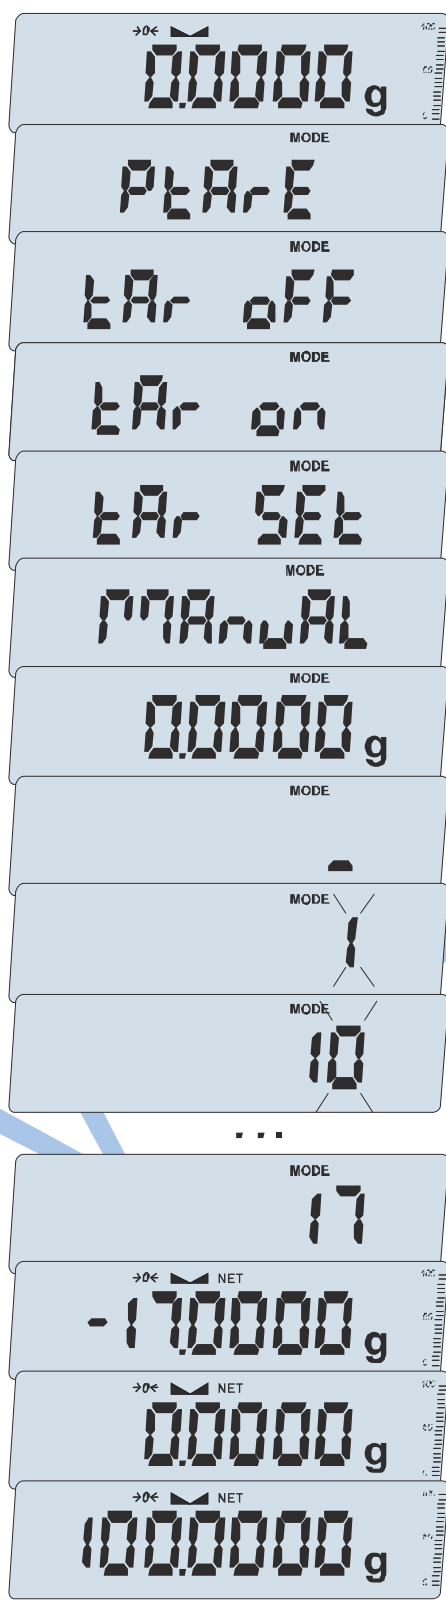 →0←
0.0000 g
MODE
PtArE
MODE
tAr oFF
MODE
tAr on
MODE
tAr SEt
MODE
MAnuAL
MODE
0.0000 g
MODE
-
MODE
1
MODE
10
...
MODE
17
→0← NET
-17.0000 g
→0← NET
0.0000 g
→0← NET
100.0000 g